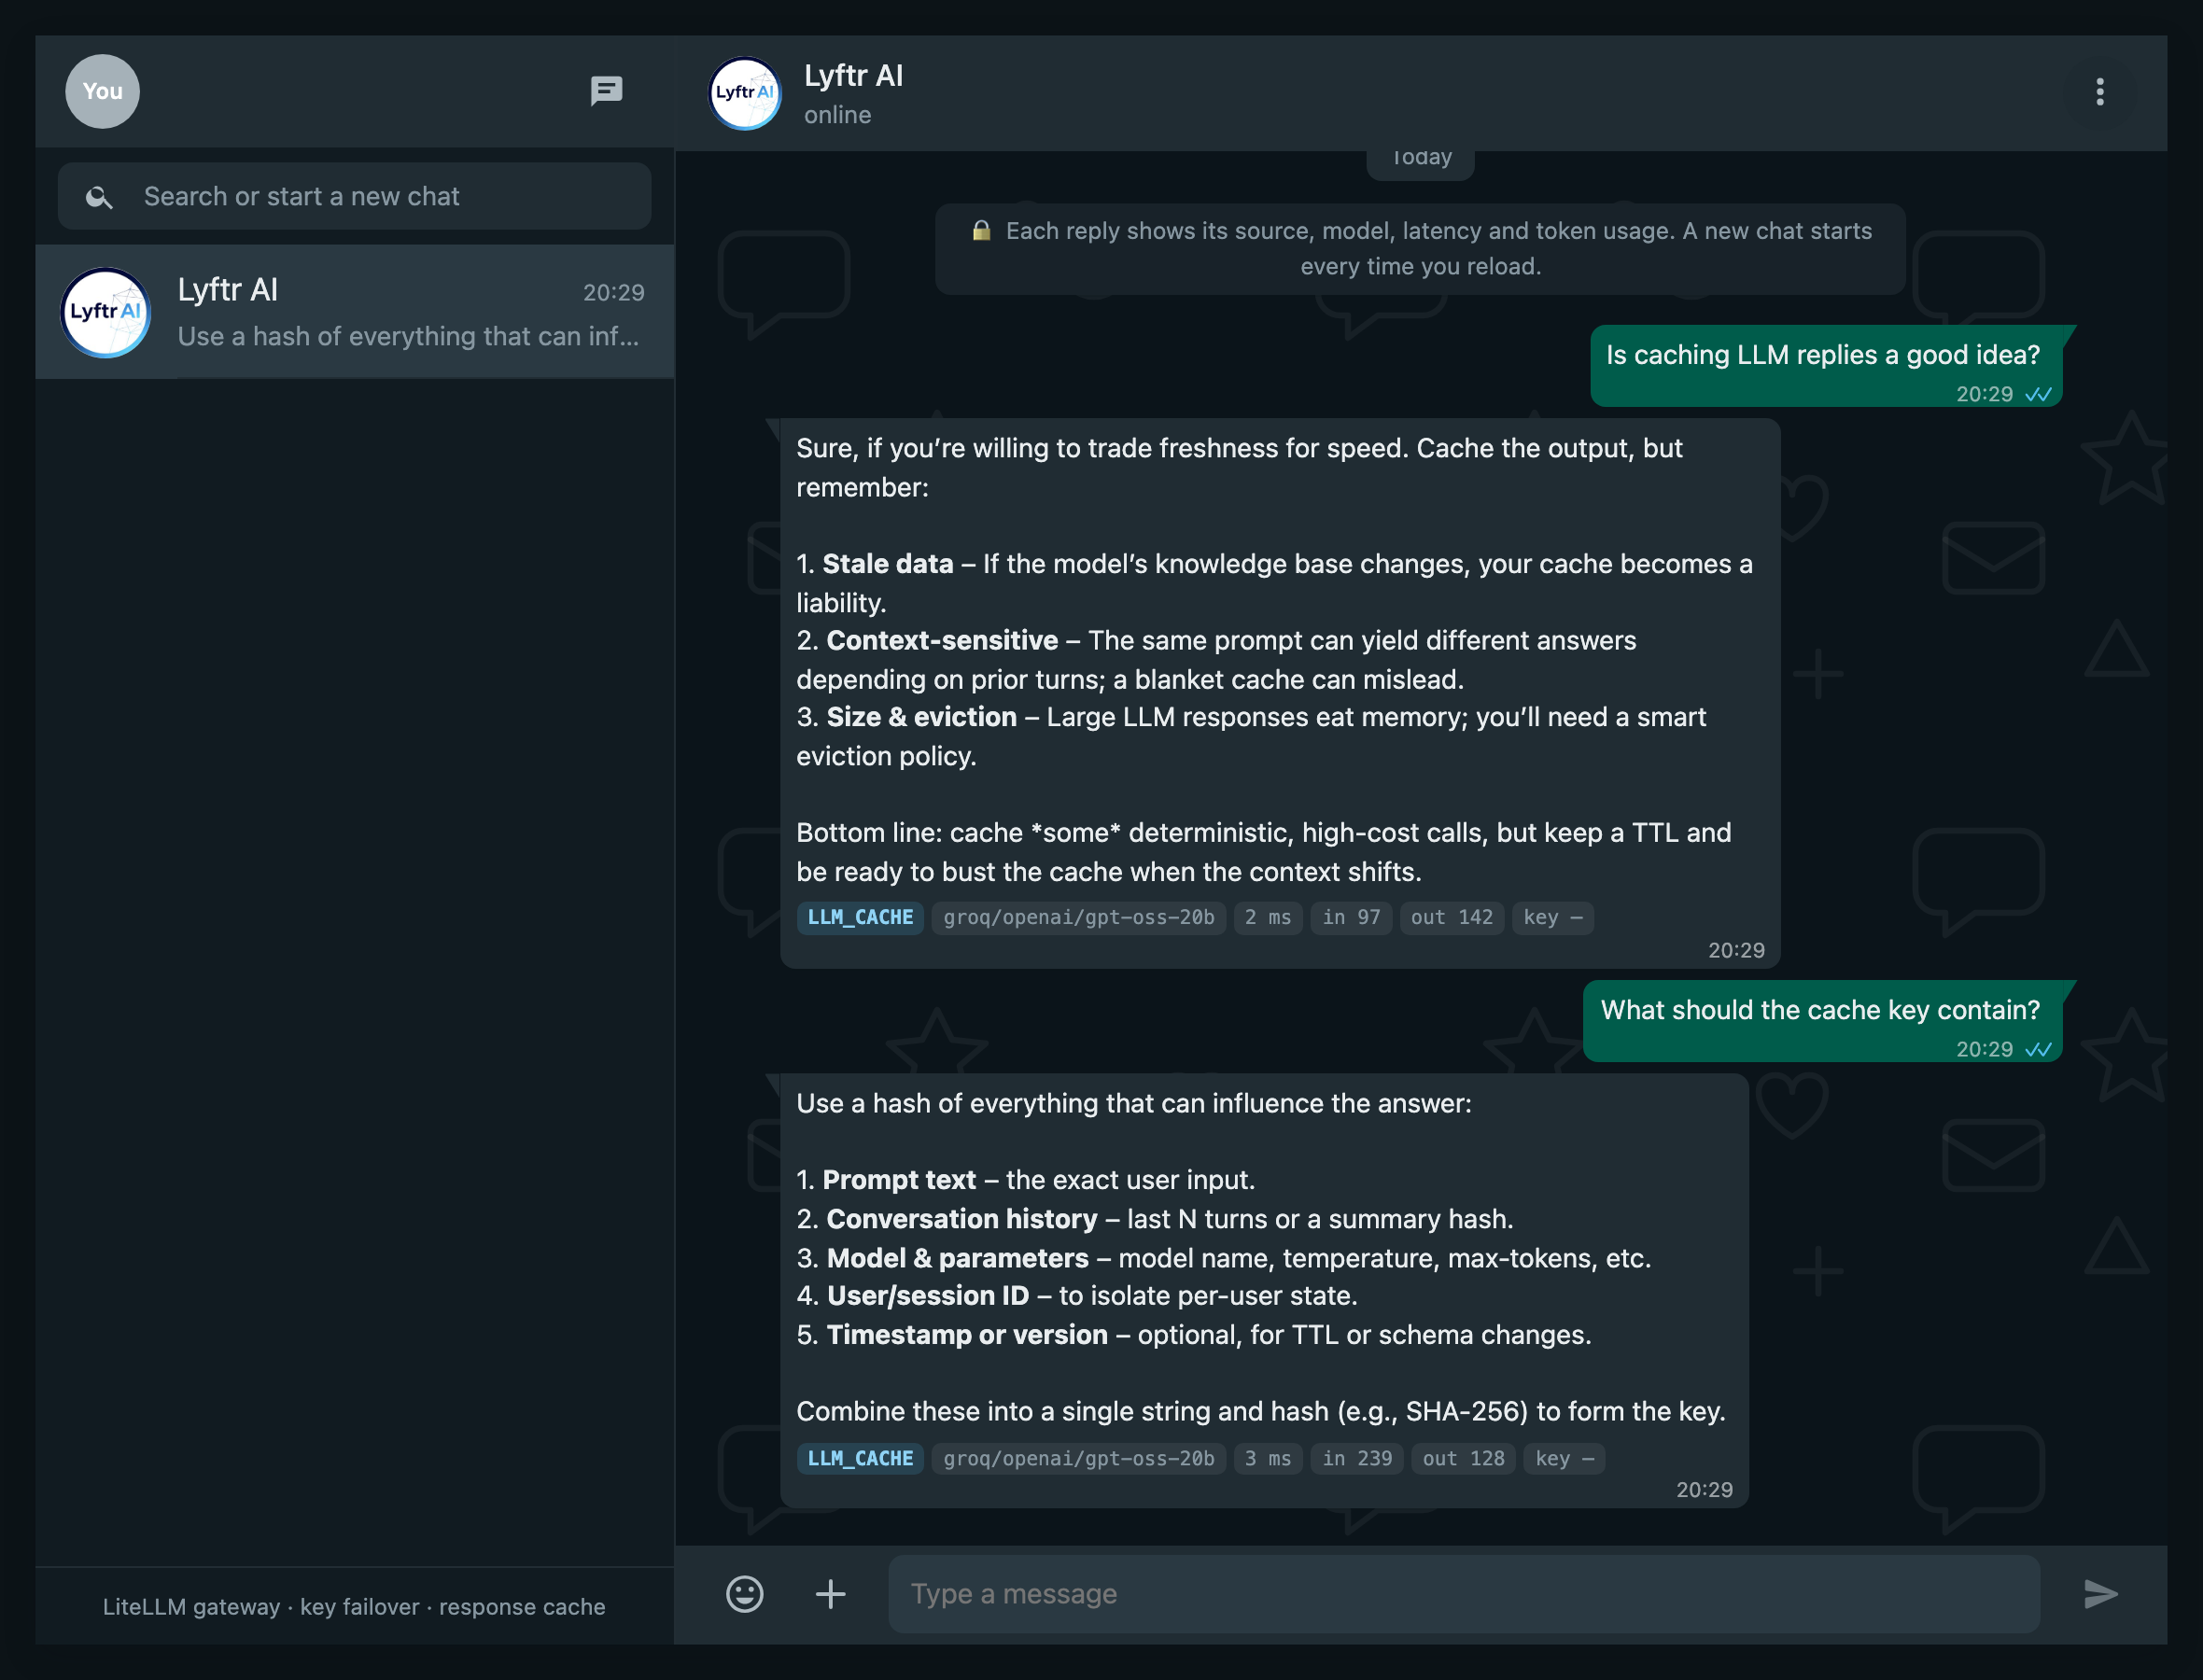 You
Search or start a new chat
Lyftr AI
Lyftr AI
20:29
Use a hash of everything that can inf...
LiteLLM gateway · key failover · response cache
Lyftr AI
Lyftr AI
online
Today
Each reply shows its source, model, latency and token usage. A new chat starts
every time you reload.
Is caching LLM replies a good idea?
20:29
Sure, if you’re willing to trade freshness for speed. Cache the output, but
remember:
1. Stale data – If the model’s knowledge base changes, your cache becomes a
liability.
2. Context-sensitive – The same prompt can yield different answers
depending on prior turns; a blanket cache can mislead.
3. Size & eviction – Large LLM responses eat memory; you’ll need a smart
eviction policy.
Bottom line: cache *some* deterministic, high-cost calls, but keep a TTL and
be ready to bust the cache when the context shifts.
LLM_CACHE groq/openai/gpt-oss-20b 2 ms in 97 out 142 key —
20:29
What should the cache key contain?
20:29
Use a hash of everything that can influence the answer:
1. Prompt text – the exact user input.
2. Conversation history – last N turns or a summary hash.
3. Model & parameters – model name, temperature, max-tokens, etc.
4. User/session ID – to isolate per-user state.
5. Timestamp or version – optional, for TTL or schema changes.
Combine these into a single string and hash (e.g., SHA-256) to form the key.
LLM_CACHE groq/openai/gpt-oss-20b 3 ms in 239 out 128 key —
20:29
Type a message